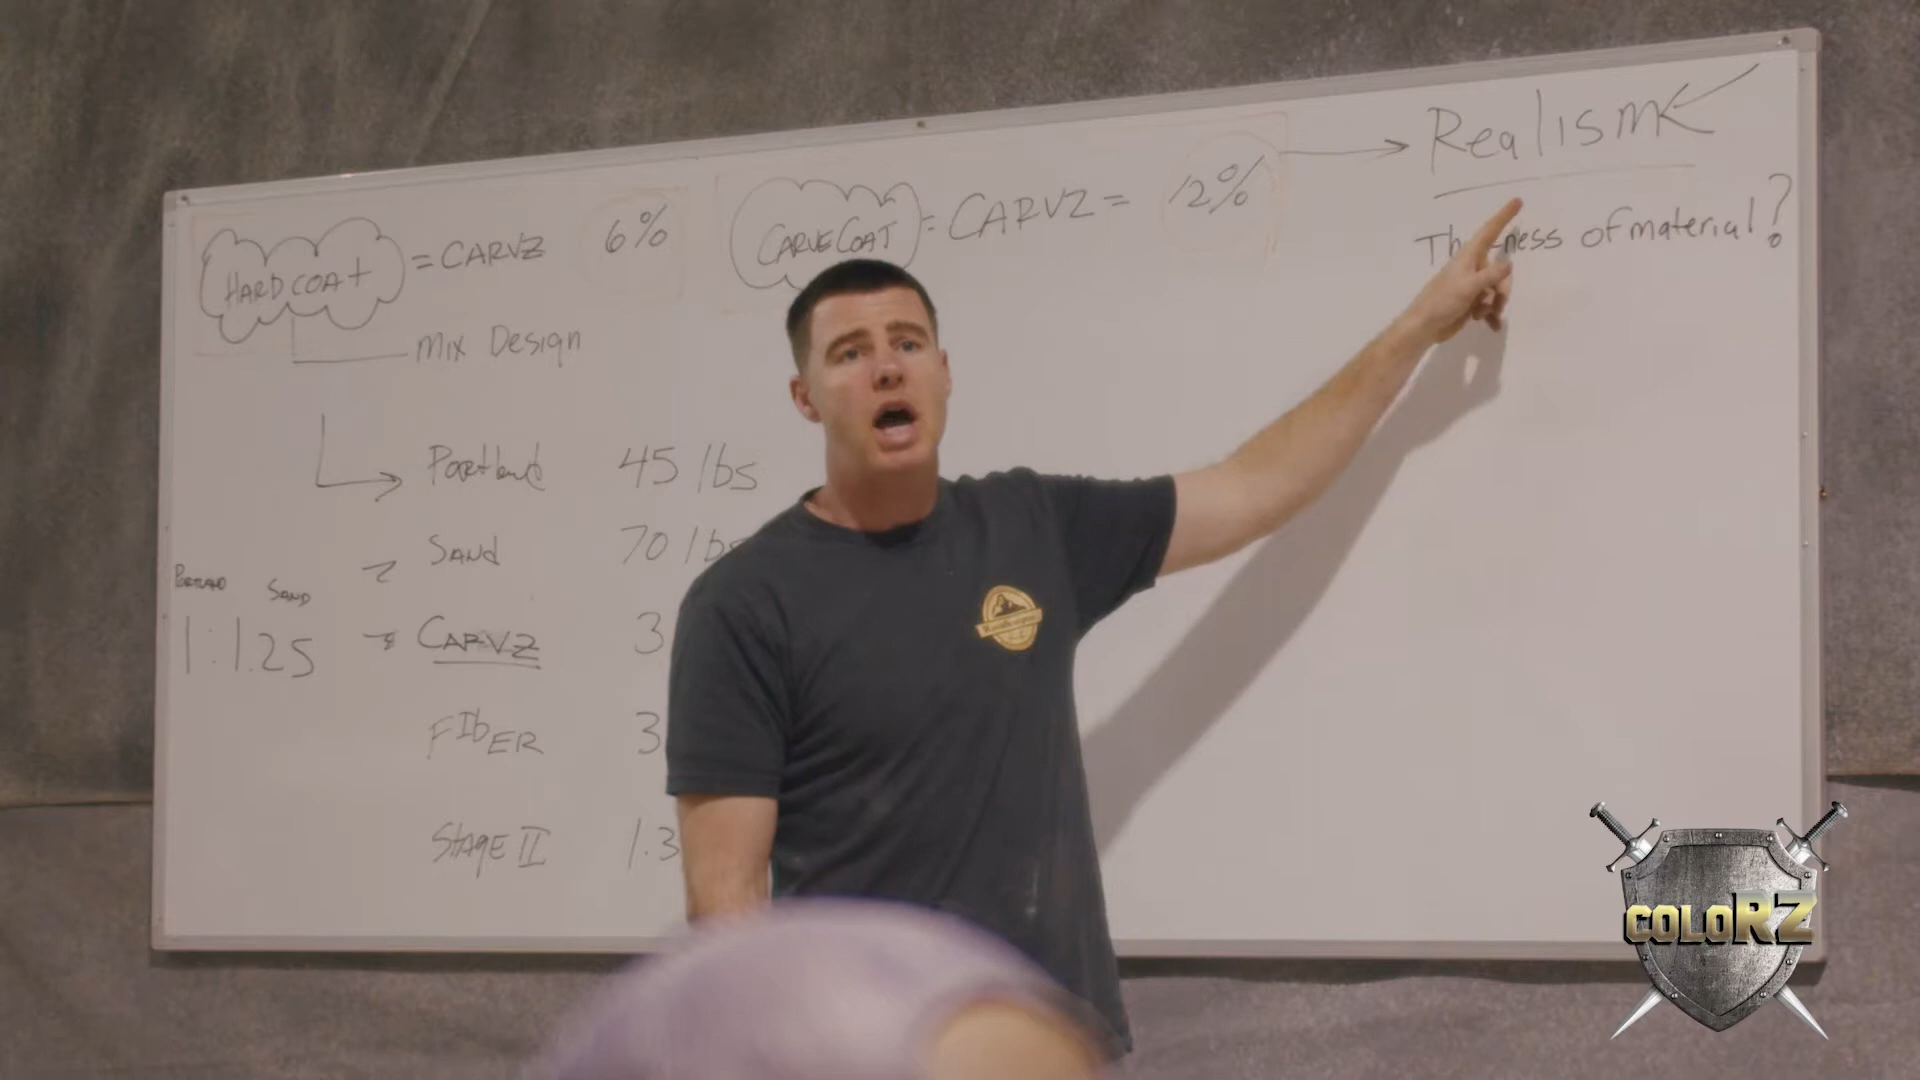 Realism
HARDCOAT = CARVZ 6% CARVECOAT = CARVZ = 12%
Thickness of material?
Mix Design
Portland 45 lbs
SAND 70 lbs
PORTLAND SAND
1:1.25
CARVZ 3
FIBER 3
Stage II 1.3
COLORZ